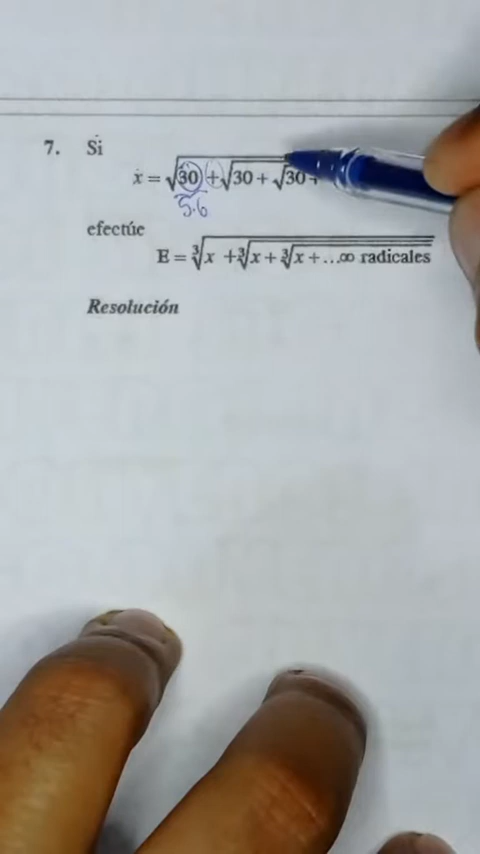 7. Si
x = √30 + √30 + √30 +
5.6
efectúe
E = ∛x + ∛x + ∛x + ...∞ radicales
Resolución